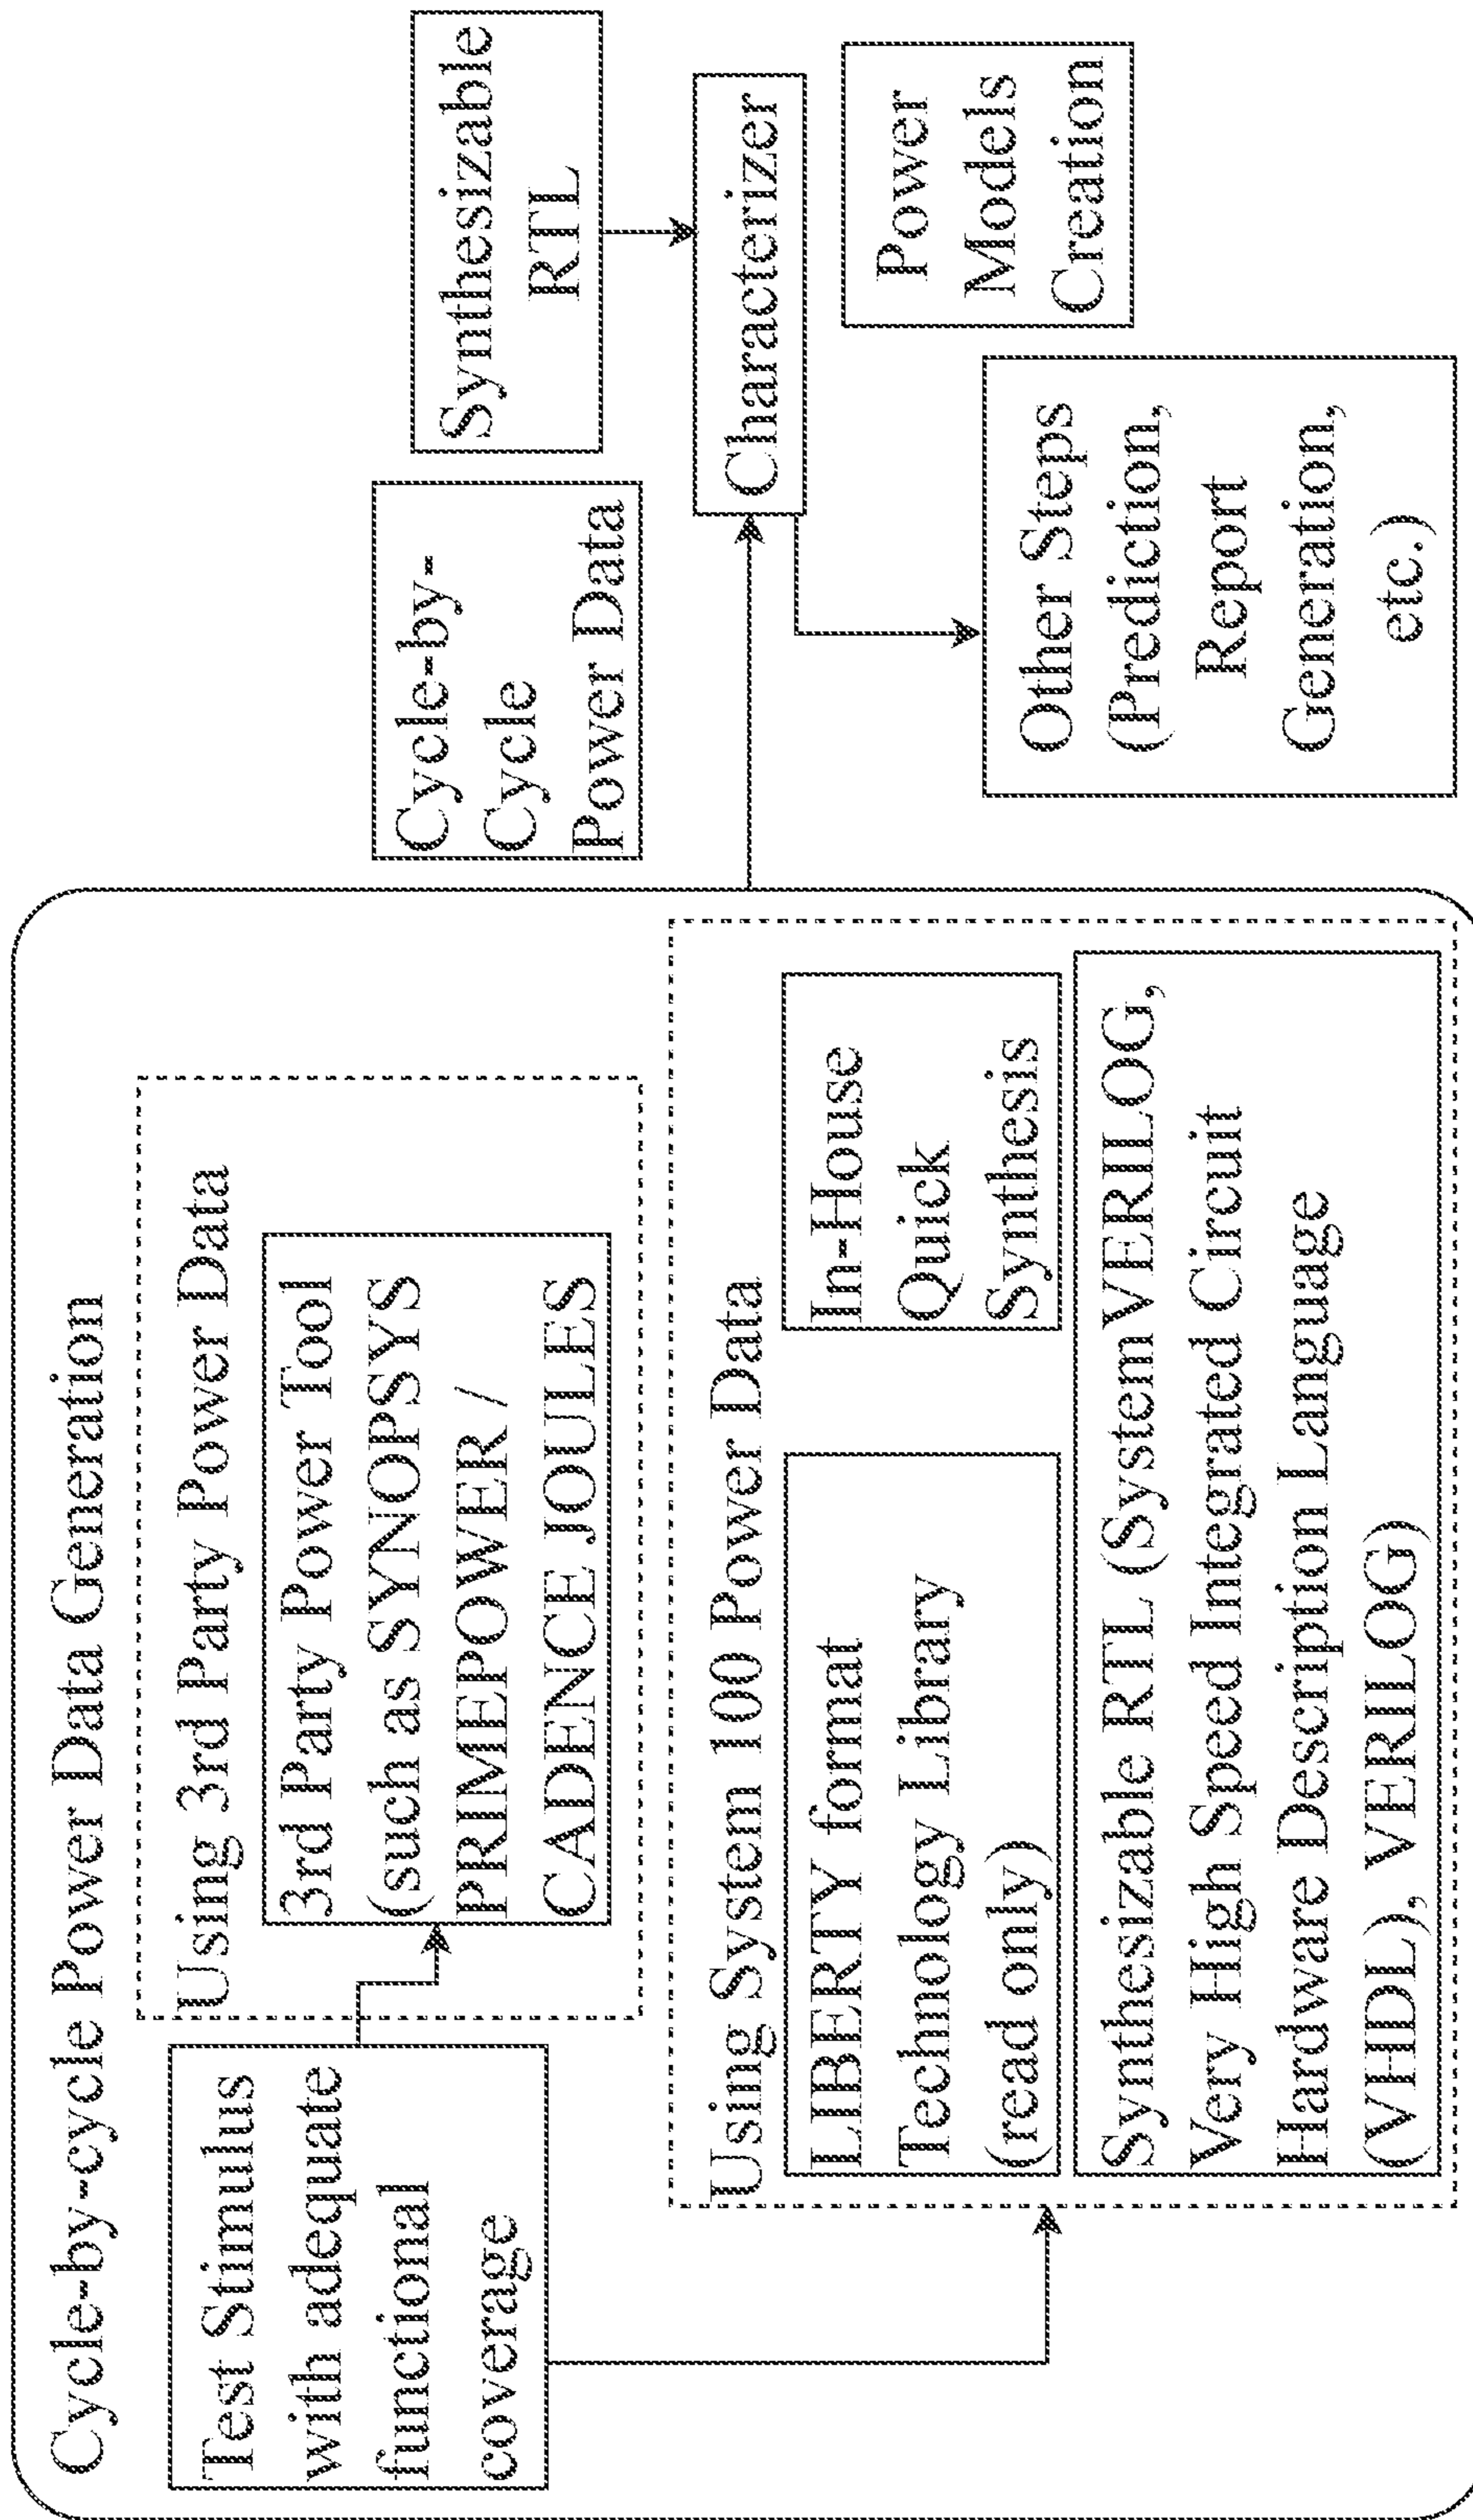 Cycle-by-cycle Power Data Generation
Test Stimulus
with adequate
functional
coverage
Using 3rd Party Power Data
3rd Party Power Tool
(such as SYNOPSYS
PRIMEPOWER /
CADENCE JOULES
Using System 100 Power Data
LIBERTY format
Technology Library
(read only)
In-House
Quick
Synthesis
Synthesizable RTL (SystemVERILOG,
Very High Speed Integrated Circuit
Hardware Description Language
(VHDL), VERILOG)
Cycle-by-
Cycle
Power Data
Synthesizable
RTL
Characterizer
Power
Models
Creation
Other Steps
(Prediction,
Report
Generation,
etc.)